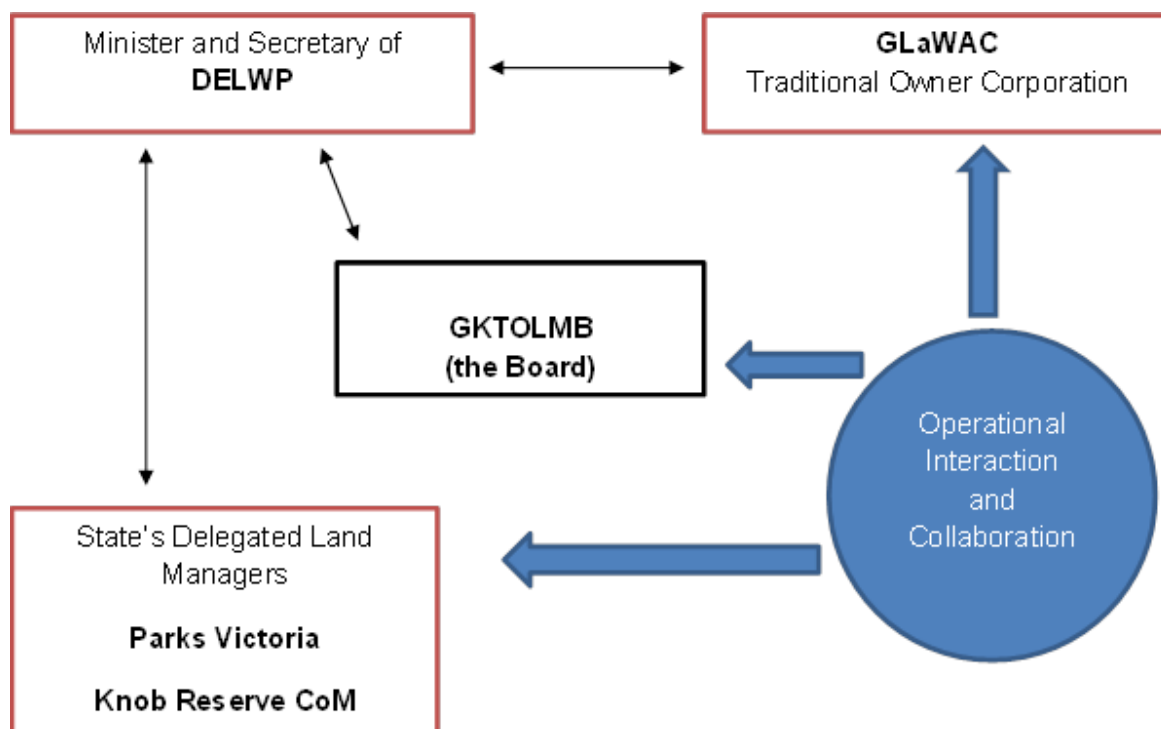 Minister and Secretary of
DELWP
GLaWAC
Traditional Owner Corporation
GKTOLMB
(the Board)
Operational
Interaction
and
Collaboration
State's Delegated Land
Managers
Parks Victoria
Knob Reserve CoM